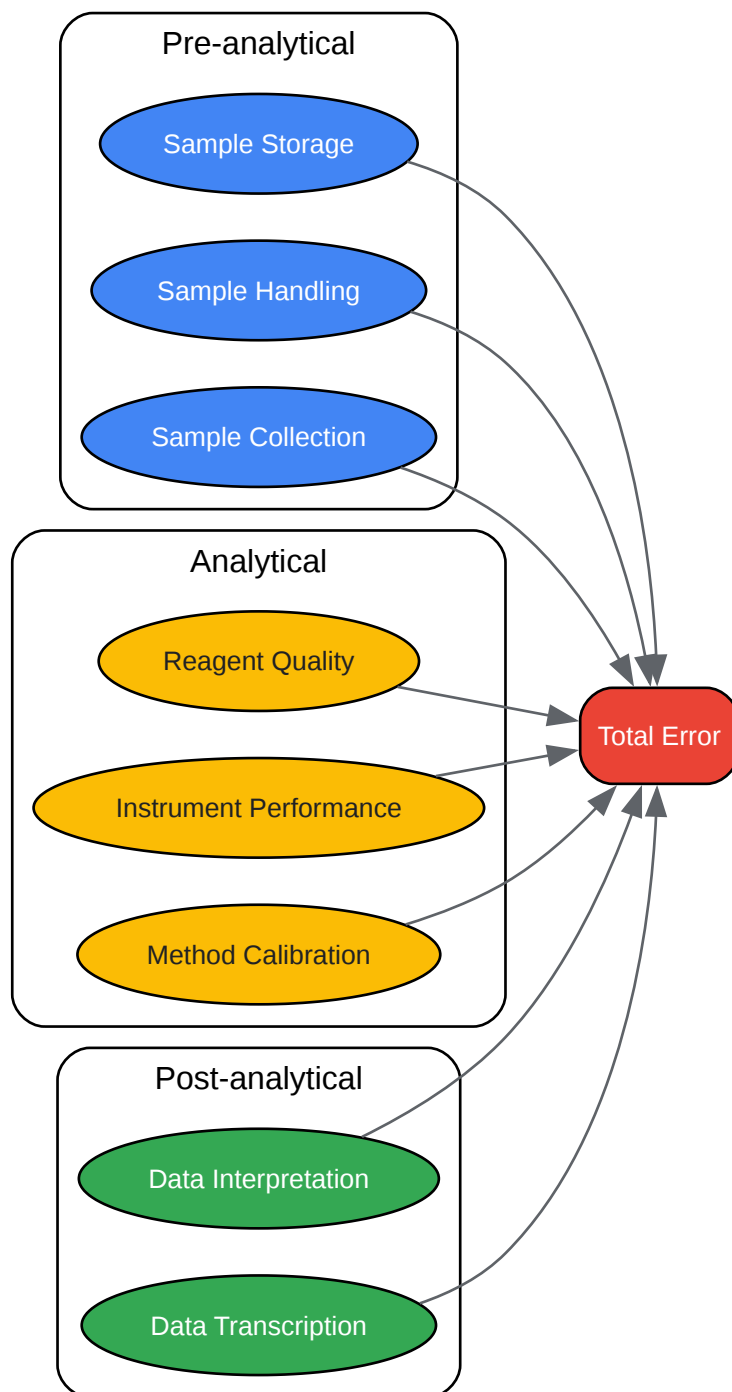 Pre-analytical
Sample Storage
Sample Handling
Sample Collection
Analytical
Reagent Quality
Instrument Performance
Method Calibration
Total Error
Post-analytical
Data Interpretation
Data Transcription